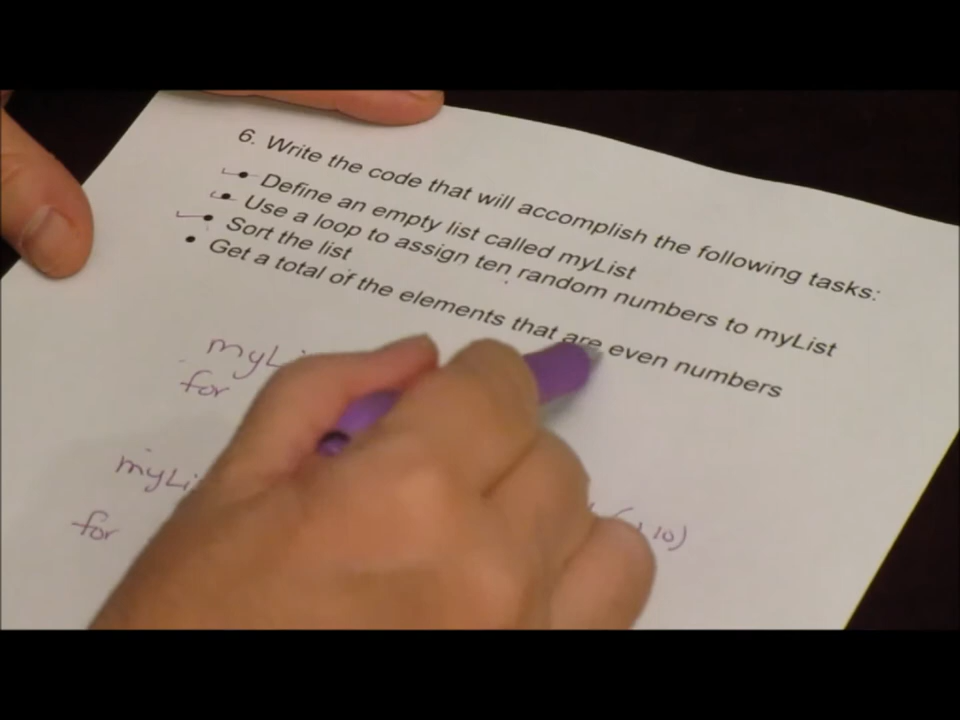 6. Write the code that will accomplish the following tasks:
• Define an empty list called myList
• Use a loop to assign ten random numbers to myList
• Sort the list
• Get a total of the elements that are even numbers
for
for 10)